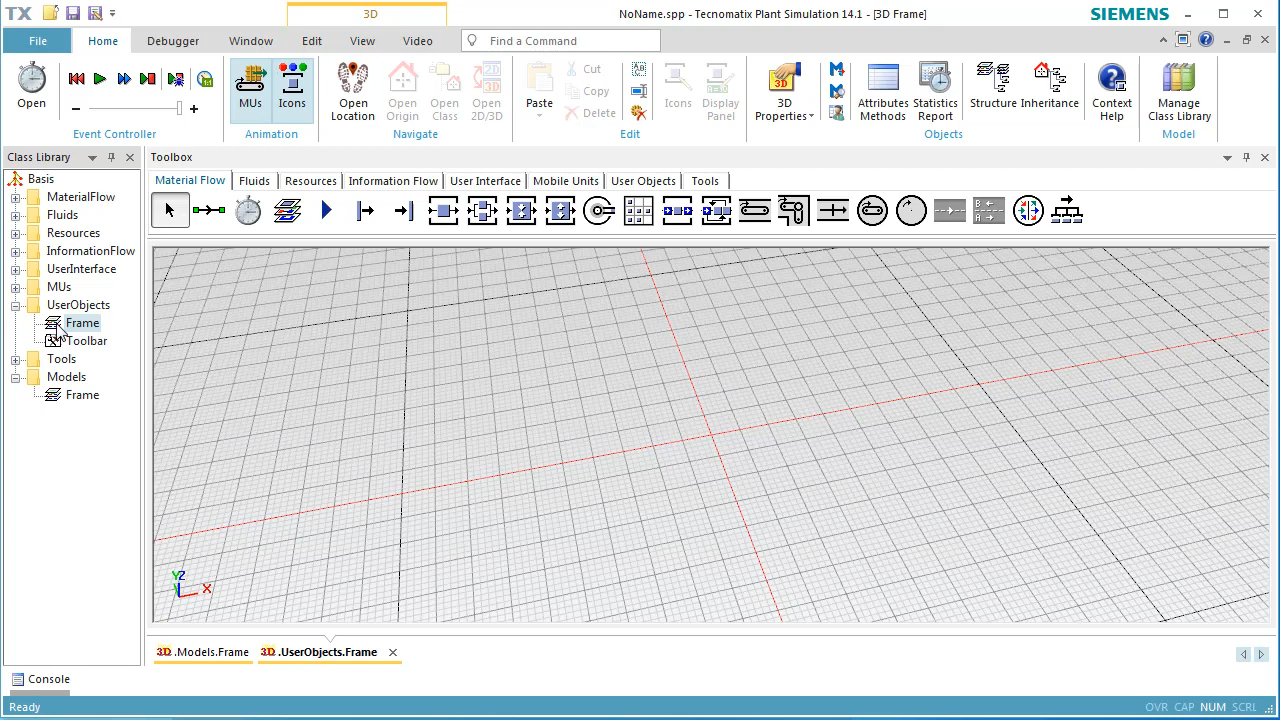 TX
3D
NoName.spp - Tecnomatix Plant Simulation 14.1 - [3D Frame]
SIEMENS
File
Home
Debugger
Window
Edit
View
Video
Find a Command
Open
MUs
Icons
Open Location
Open Origin
Open Class
Open 2D/3D
Paste
Cut
Copy
Delete
Icons
Display Panel
3D Properties
Attributes Methods
Statistics Report
Structure
Inheritance
Context Help
Manage Class Library
Event Controller
Animation
Navigate
Edit
Objects
Model
Class Library
Basis
MaterialFlow
Fluids
Resources
InformationFlow
UserInterface
MUs
UserObjects
Frame
Toolbar
Tools
Models
Frame
Toolbox
Material Flow
Fluids
Resources
Information Flow
User Interface
Mobile Units
User Objects
Tools
Z
Y
X
3D .Models.Frame
3D .UserObjects.Frame
Console
Ready
OVR CAP NUM SCRL